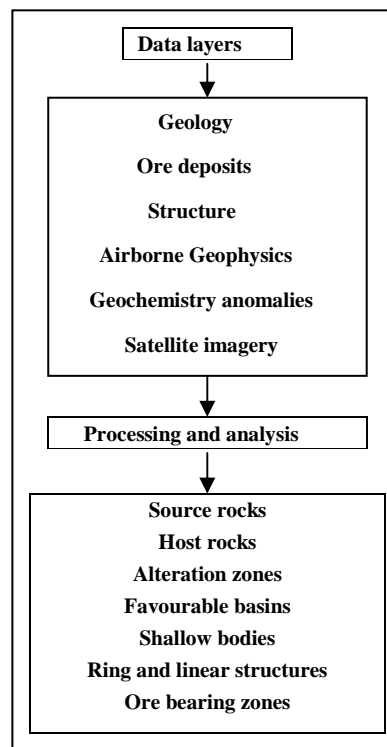 Data layers
Geology
Ore deposits
Structure
Airborne Geophysics
Geochemistry anomalies
Satellite imagery
Processing and analysis
Source rocks
Host rocks
Alteration zones
Favourable basins
Shallow bodies
Ring and linear structures
Ore bearing zones